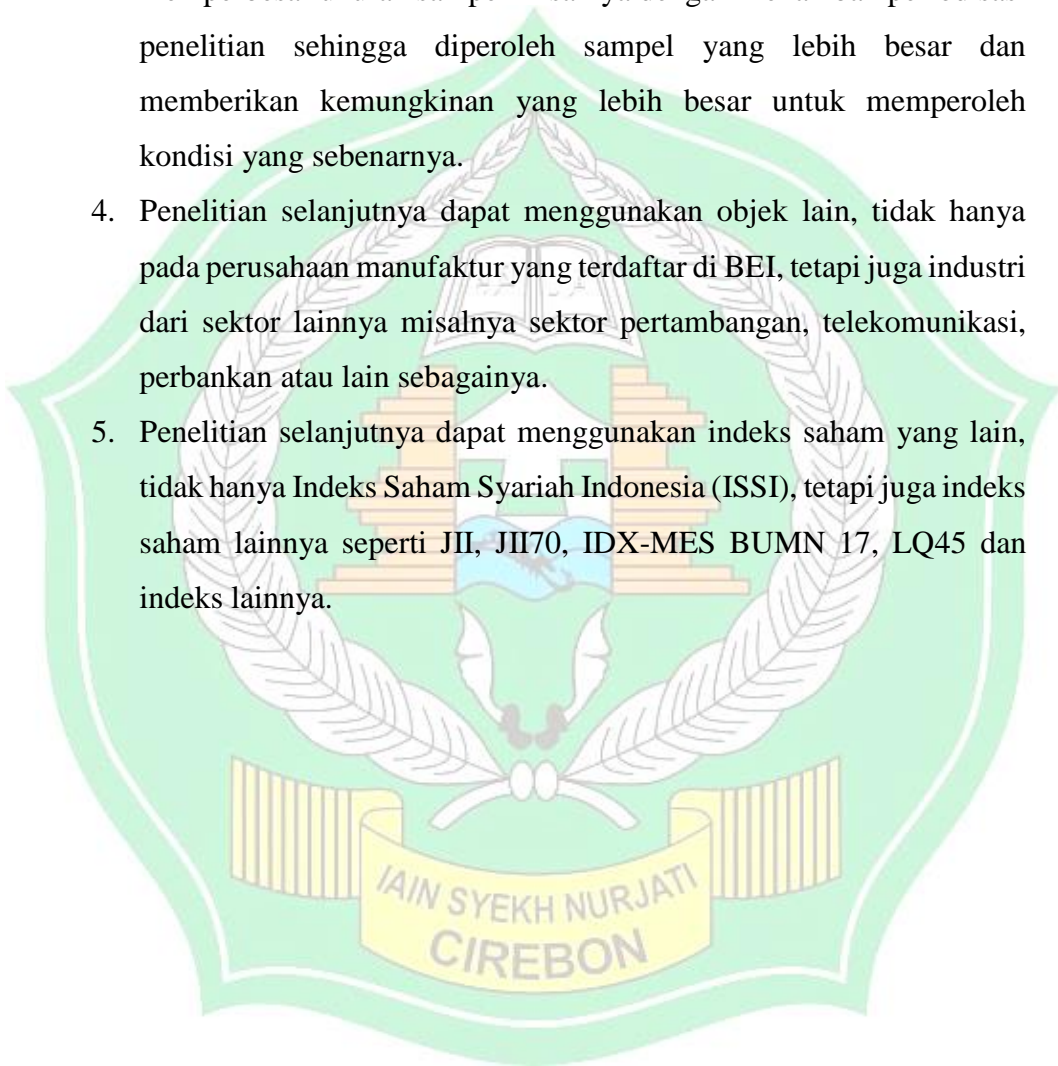 penelitian sehingga diperoleh sampel yang lebih besar dan
memberikan kemungkinan yang lebih besar untuk memperoleh
kondisi yang sebenarnya.
4. Penelitian selanjutnya dapat menggunakan objek lain, tidak hanya
pada perusahaan manufaktur yang terdaftar di BEI, tetapi juga industri
dari sektor lainnya misalnya sektor pertambangan, telekomunikasi,
perbankan atau lain sebagainya.
5. Penelitian selanjutnya dapat menggunakan indeks saham yang lain,
tidak hanya Indeks Saham Syariah Indonesia (ISSI), tetapi juga indeks
saham lainnya seperti JII, JII70, IDX-MES BUMN 17, LQ45 dan
indeks lainnya.
IAIN SYEKH NURJATI
CIREBON